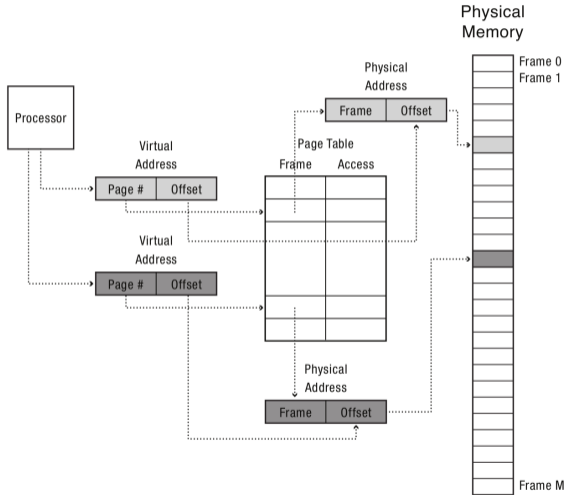 Physical
Memory
Frame 0
Frame 1
Physical
Address
Frame Offset
Processor
Page Table
Frame Access
Virtual
Address
Page # Offset
Virtual
Address
Page # Offset
Physical
Address
Frame Offset
Frame M